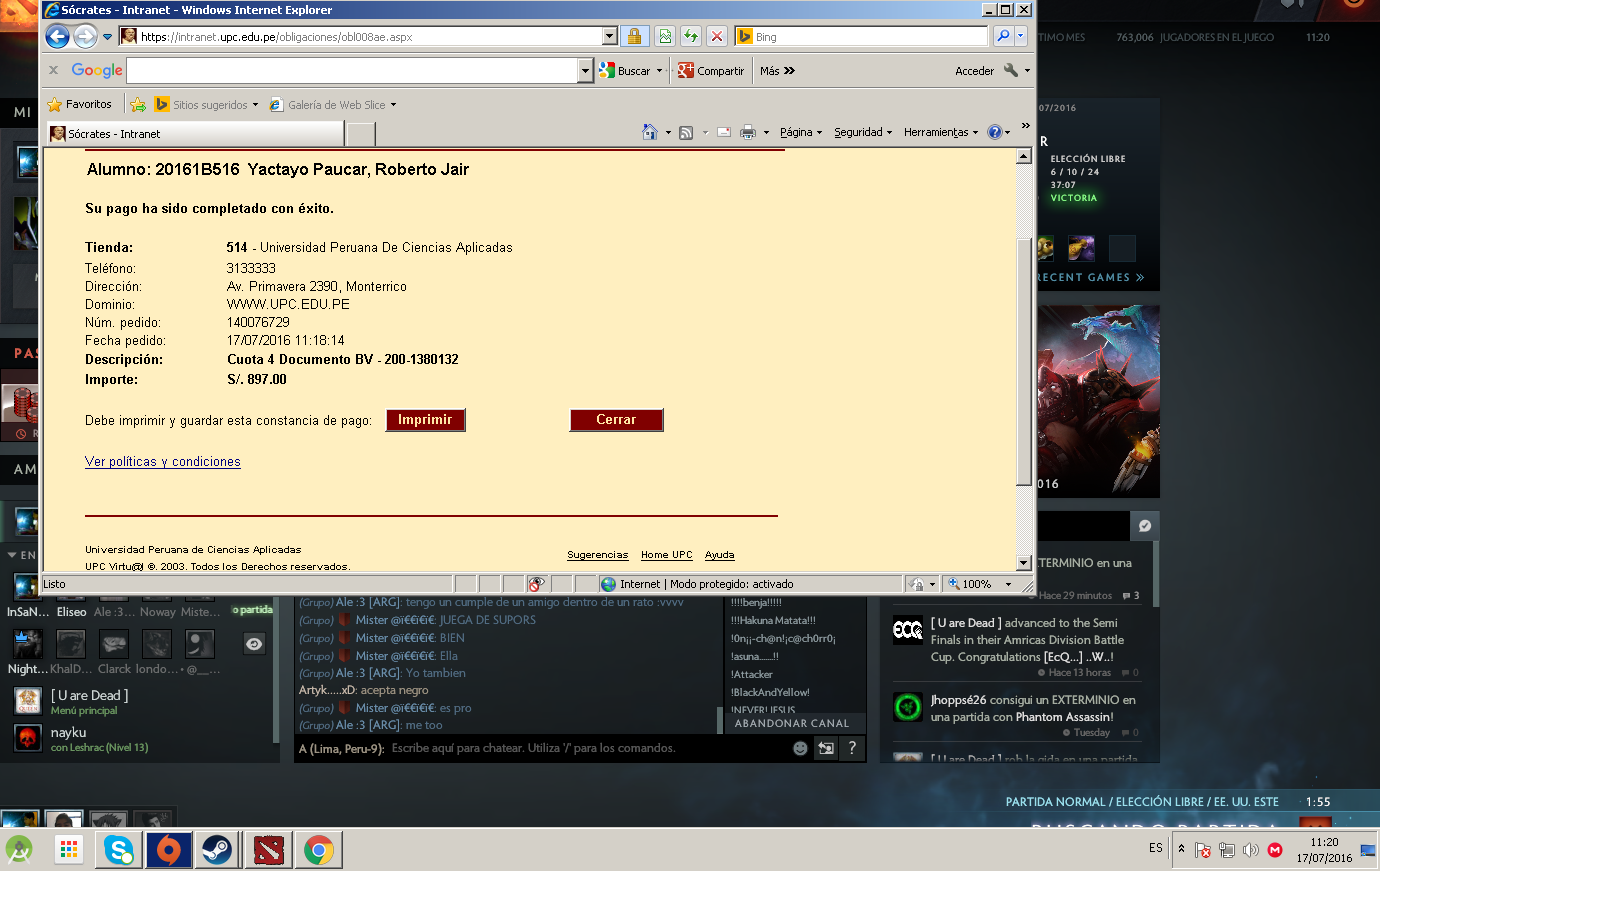 Sócrates - Intranet - Windows Internet Explorer
https://intranet.upc.edu.pe/obligaciones/obl008ae.aspx
Bing
Google
Buscar
Compartir
Más
Acceder
Favoritos
Sitios sugeridos
Galería de Web Slice
Sócrates - Intranet
Página
Seguridad
Herramientas
Alumno: 20161B516 Yactayo Paucar, Roberto Jair
Su pago ha sido completado con éxito.
Tienda: 514 - Universidad Peruana De Ciencias Aplicadas
Teléfono: 3133333
Dirección: Av. Primavera 2390, Monterrico
Dominio: WWW.UPC.EDU.PE
Núm. pedido: 140076729
Fecha pedido: 17/07/2016 11:18:14
Descripción: Cuota 4 Documento BV - 200-1380132
Importe: S/. 897.00
Debe imprimir y guardar esta constancia de pago: Imprimir Cerrar
Ver políticas y condiciones
Universidad Peruana de Ciencias Aplicadas
Sugerencias Home UPC Ayuda
UPC Virtu@l ©. 2003. Todos los Derechos reservados.
Listo
Internet | Modo protegido: activado
100%
TIMO MES 763,006 JUGADORES EN EL JUEGO 11:20
MI
07/2016
R
ELECCIÓN LIBRE
6 / 10 / 24
37:07
VICTORIA
RECENT GAMES »
PAS
R
016
AM
EN
InSaN... Eliseo Ale :3... Noway Miste...
o partida
Night... KhalD... Clarck londo... • @__...
[ U are Dead ]
Menú principal
nayku
con Leshrac (Nivel 13)
(Grupo) Ale :3 [ARG]: tengo un cumple de un amigo dentro de un rato :vvvv
(Grupo) Mister @ï€€ï€ï€: JUEGA DE SUPORS
(Grupo) Mister @ï€€ï€ï€: BIEN
(Grupo) Mister @ï€€ï€ï€: Ella
(Grupo) Ale :3 [ARG]: Yo tambien
Artyk.....xD: acepta negro
(Grupo) Mister @ï€€ï€ï€: es pro
(Grupo) Ale :3 [ARG]: me too
A (Lima, Peru-9): Escribe aquí para chatear. Utiliza '/' para los comandos.
?
!!!!benja!!!!!
!!!Hakuna Matata!!!
!0n¡¡-ch@n!¡c@ch0rr0¡
!asuna......!!
!Attacker
!BlackAndYellow!
!NEVER!JESUS
ABANDONAR CANAL
XTERMINIO en una
Hace 29 minutos 3
[ U are Dead ] advanced to the Semi
Finals in their Amricas Division Battle
Cup. Congratulations [EcQ...] ..W..!
Hace 13 horas 0
Jhoppsé26 consigui un EXTERMINIO en
una partida con Phantom Assassin!
Tuesday 0
[ U are Dead ] rob la gida en una partida
PARTIDA NORMAL / ELECCIÓN LIBRE / EE. UU. ESTE 1:55
BUSCANDO PARTIDA
ES
11:20
17/07/2016